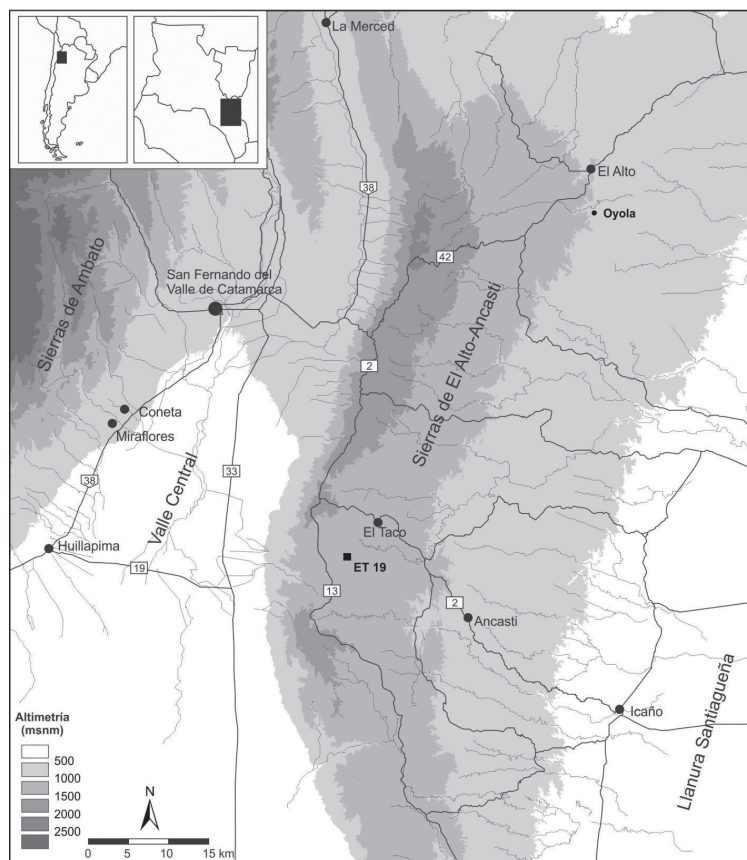 La Merced
38
El Alto
Oyola
42
San Fernando del
Valle de Catamarca
Sierras de Ambato
Sierras de El Alto-Ancasti
2
Coneta
Miraflores
Valle Central
33
38
El Taco
Huillapima
ET 19
19
13
2
Ancasti
Icaño
Llanura Santiagueña
Altimetría
(msnm)
500
1000
1500
2000
2500
N
0 5 15 km